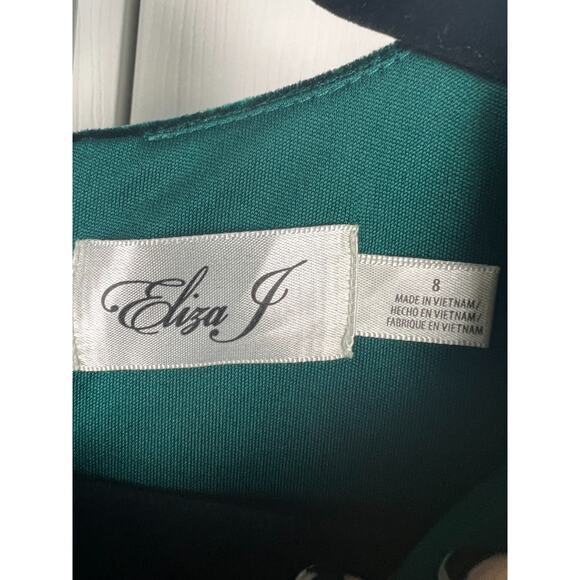 Eliza J
8
MADE IN VIETNAM/
HECHO EN VIETNAM/
FABRIQUE EN VIETNAM